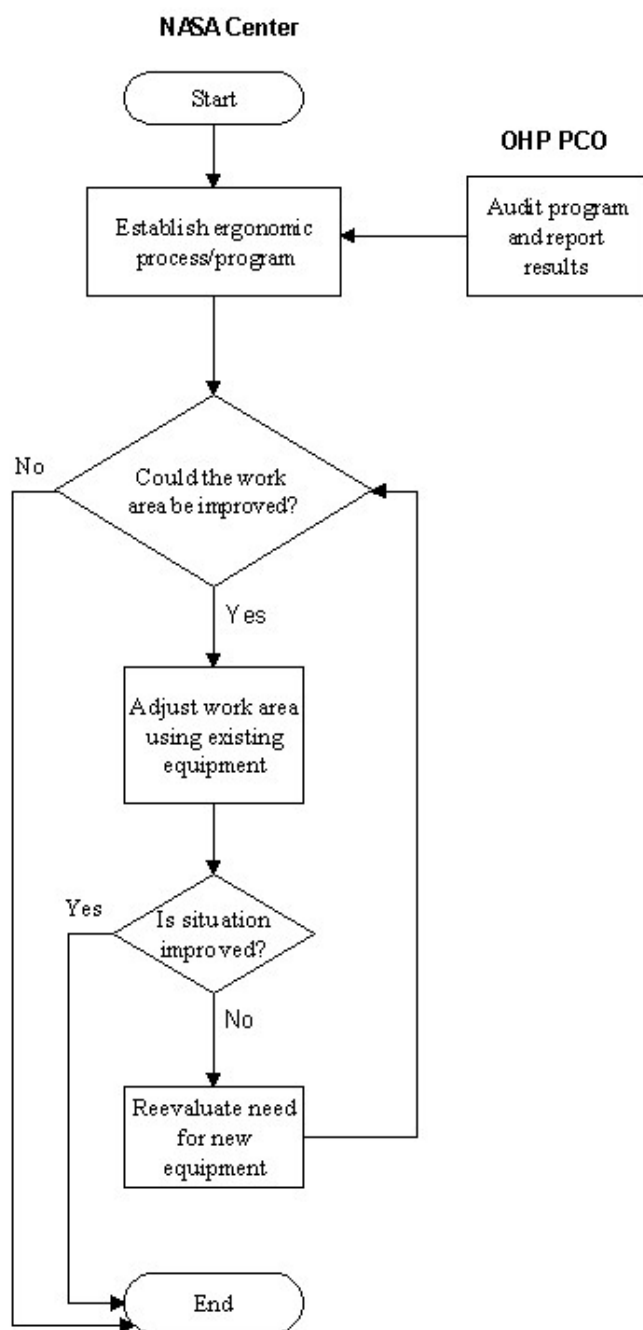 NASA Center
Start
OHP PCO
Establish ergonomic
process/program
Audit program
and report
results
No
Could the work
area be improved?
Yes
Adjust work area
using existing
equipment
Yes
Is situation
improved?
No
Reevaluate need
for new
equipment
End